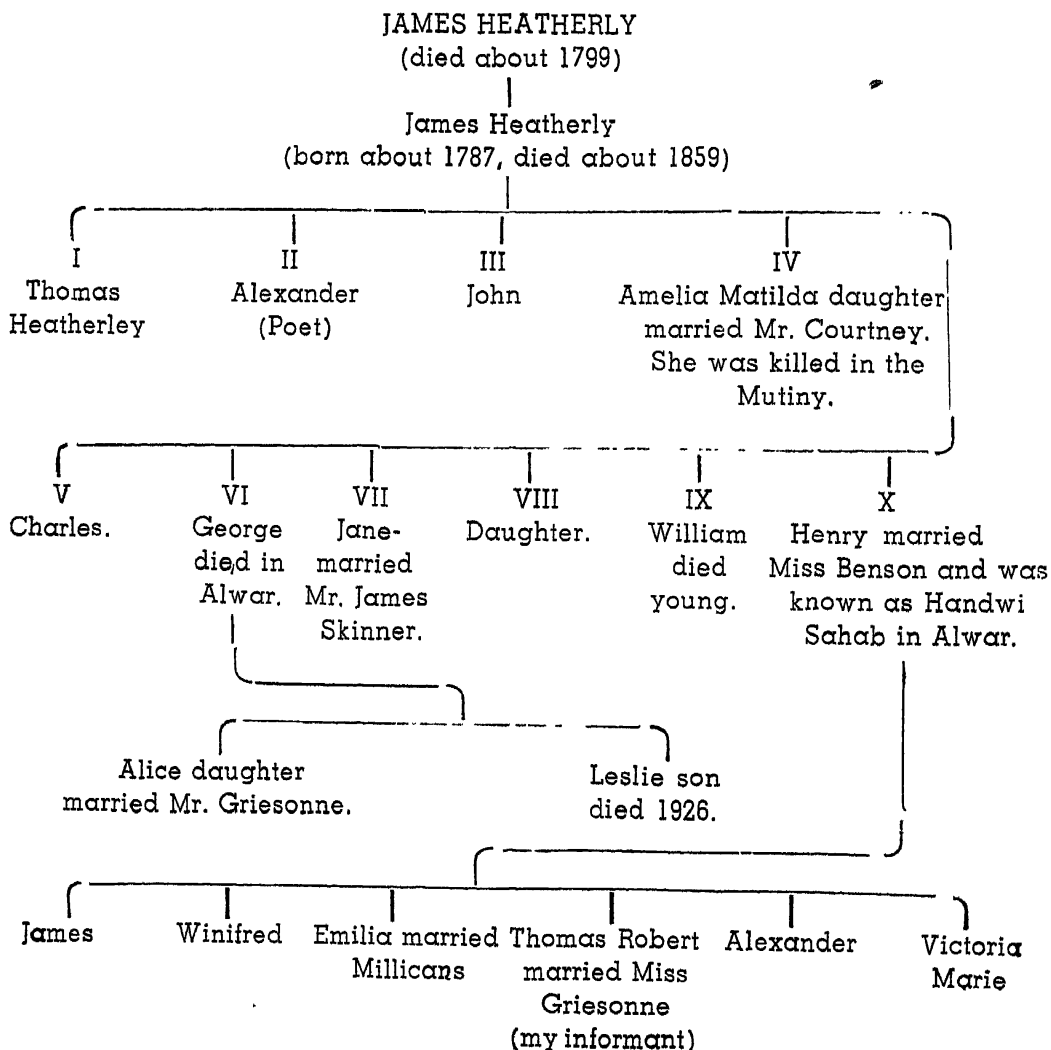 JAMES HEATHERLY
(died about 1799)
James Heatherly
(born about 1787, died about 1859)
I
Thomas
Heatherley
II
Alexander
(Poet)
III
John
IV
Amelia Matilda daughter
married Mr. Courtney.
She was killed in the
Mutiny.
V
Charles.
VI
George
died in
Alwar.
VII
Jane-
married
Mr. James
Skinner.
VIII
Daughter.
IX
William
died
young.
X
Henry married
Miss Benson and was
known as Handwi
Sahab in Alwar.
Alice daughter
married Mr. Griesonne.
Leslie son
died 1926.
James
Winifred
Emilia married
Millicans
Thomas Robert
married Miss
Griesonne
(my informant)
Alexander
Victoria
Marie